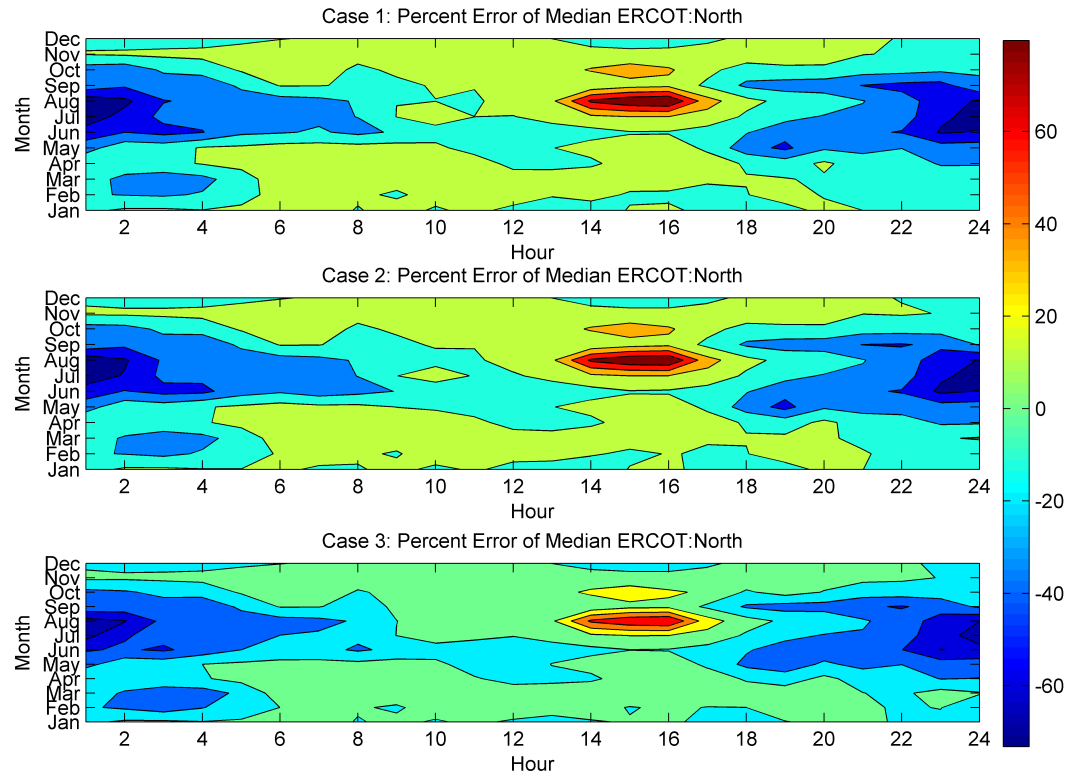 Case 1: Percent Error of Median ERCOT:North
Month
Dec
Nov
Oct
Sep
Aug
Jul
Jun
May
Apr
Mar
Feb
Jan
2 4 6 8 10 12 14 16 18 20 22 24
Hour
Case 2: Percent Error of Median ERCOT:North
Month
Dec
Nov
Oct
Sep
Aug
Jul
Jun
May
Apr
Mar
Feb
Jan
2 4 6 8 10 12 14 16 18 20 22 24
Hour
Case 3: Percent Error of Median ERCOT:North
Month
Dec
Nov
Oct
Sep
Aug
Jul
Jun
May
Apr
Mar
Feb
Jan
2 4 6 8 10 12 14 16 18 20 22 24
Hour
60
40
20
0
-20
-40
-60